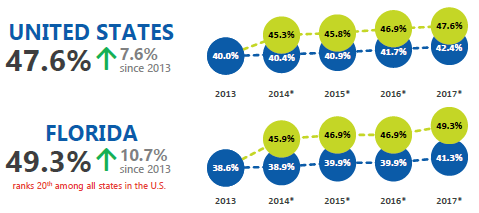 UNITED STATES
47.6% 7.6%
since 2013
45.3% 45.8% 46.9% 47.6%
40.0% 40.4% 40.9% 41.7% 42.4%
2013 2014* 2015* 2016* 2017*
FLORIDA
49.3% 10.7%
since 2013
ranks 20th among all states in the U.S.
45.9% 46.9% 46.9% 49.3%
38.6% 38.9% 39.9% 39.9% 41.3%
2013 2014* 2015* 2016* 2017*